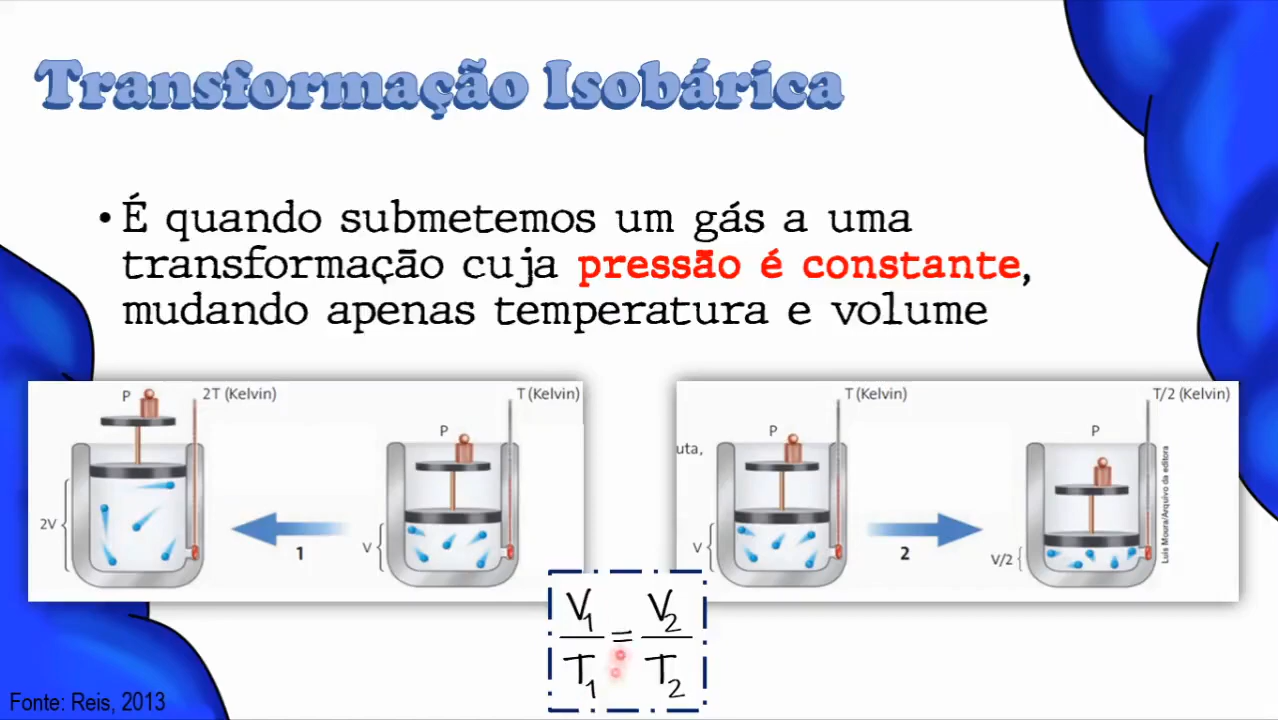 Transformação Isobárica
• É quando submetemos um gás a uma
transformação cuja pressão é constante,
mudando apenas temperatura e volume
P 2T (Kelvin)
T (Kelvin)
P
2V
V
1
T (Kelvin)
P
uta,
V
2
T/2 (Kelvin)
P
V/2
Luis Moura/Arquivo da editora
V1/T1 = V2/T2
Fonte: Reis, 2013